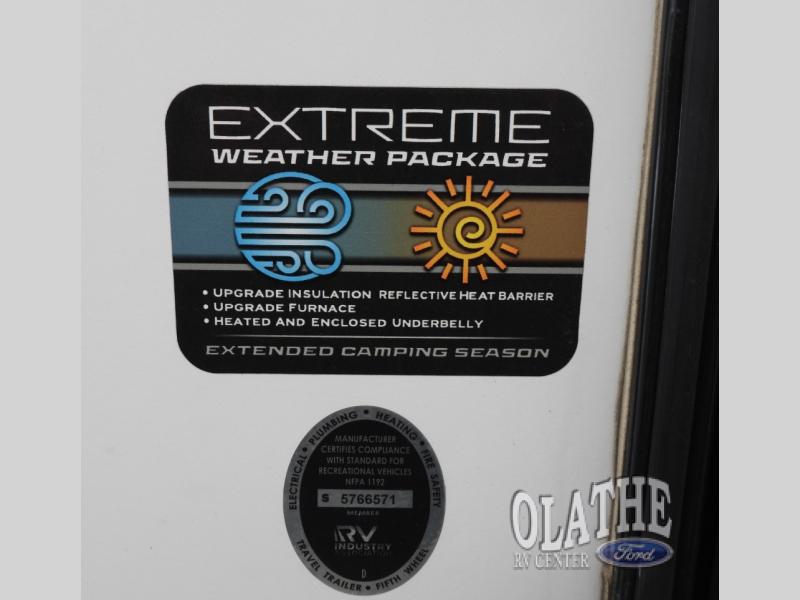 EXTREME
WEATHER PACKAGE
• UPGRADE INSULATION REFLECTIVE HEAT BARRIER
• UPGRADE FURNACE
• HEATED AND ENCLOSED UNDERBELLY
EXTENDED CAMPING SEASON
ELECTRICAL • PLUMBING • HEATING • FIRE SAFETY
MANUFACTURER
CERTIFIES COMPLIANCE
WITH STANDARD FOR
RECREATIONAL VEHICLES
NFPA 1192
S 5766571
MEMBER
RV
INDUSTRY
ASSOCIATION
D
TRAVEL TRAILER • FIFTH WHEEL
OLATHE
RV CENTER
Ford